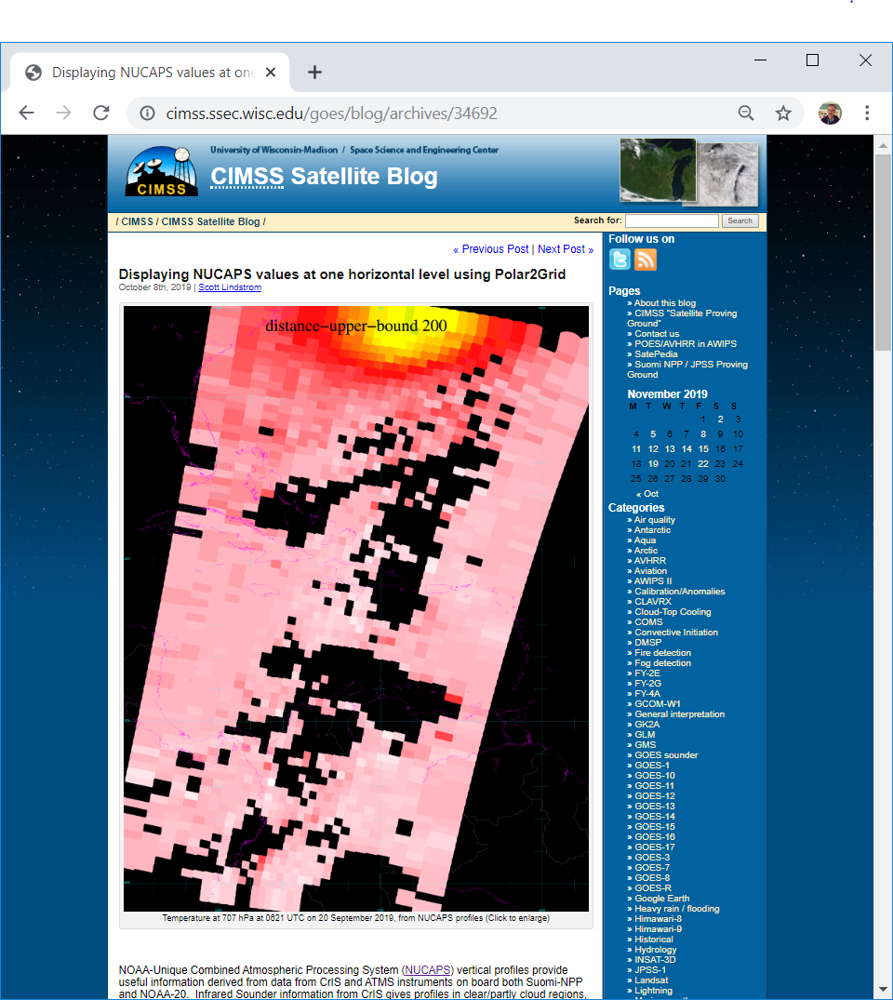 Displaying NUCAPS values at one
cimss.ssec.wisc.edu/goes/blog/archives/34692
University of Wisconsin-Madison / Space Science and Engineering Center
CIMSS Satellite Blog
CIMSS
/ CIMSS / CIMSS Satellite Blog /
Search for:
Search
« Previous Post | Next Post »
Displaying NUCAPS values at one horizontal level using Polar2Grid
October 8th, 2019 | Scott Lindstrom
distance-upper-bound 200
Temperature at 707 hPa at 0621 UTC on 20 September 2019, from NUCAPS profiles (Click to enlarge)
NOAA-Unique Combined Atmospheric Processing System (NUCAPS) vertical profiles provide
useful information derived from data from CrIS and ATMS instruments on board both Suomi-NPP
and NOAA-20. Infrared Sounder information from CrIS gives profiles in clear/partly cloud regions,
Follow us on
Pages
» About this blog
» CIMSS "Satellite Proving
Ground"
» Contact us
» POES/AVHRR in AWIPS
» SatePedia
» Suomi NPP / JPSS Proving
Ground
November 2019
M T W T F S S
1 2 3
4 5 6 7 8 9 10
11 12 13 14 15 16 17
18 19 20 21 22 23 24
25 26 27 28 29 30
« Oct
Categories
» Air quality
» Antarctic
» Aqua
» Arctic
» AVHRR
» Aviation
» AWIPS II
» Calibration/Anomalies
» CLAVRX
» Cloud-Top Cooling
» COMS
» Convective Initiation
» DMSP
» Fire detection
» Fog detection
» FY-2E
» FY-2G
» FY-4A
» GCOM-W1
» General interpretation
» GK2A
» GLM
» GMS
» GOES sounder
» GOES-1
» GOES-10
» GOES-11
» GOES-12
» GOES-13
» GOES-14
» GOES-15
» GOES-16
» GOES-17
» GOES-3
» GOES-7
» GOES-8
» GOES-R
» Google Earth
» Heavy rain / flooding
» Himawari-8
» Himawari-9
» Historical
» Hydrology
» INSAT-3D
» JPSS-1
» Landsat
» Lightning